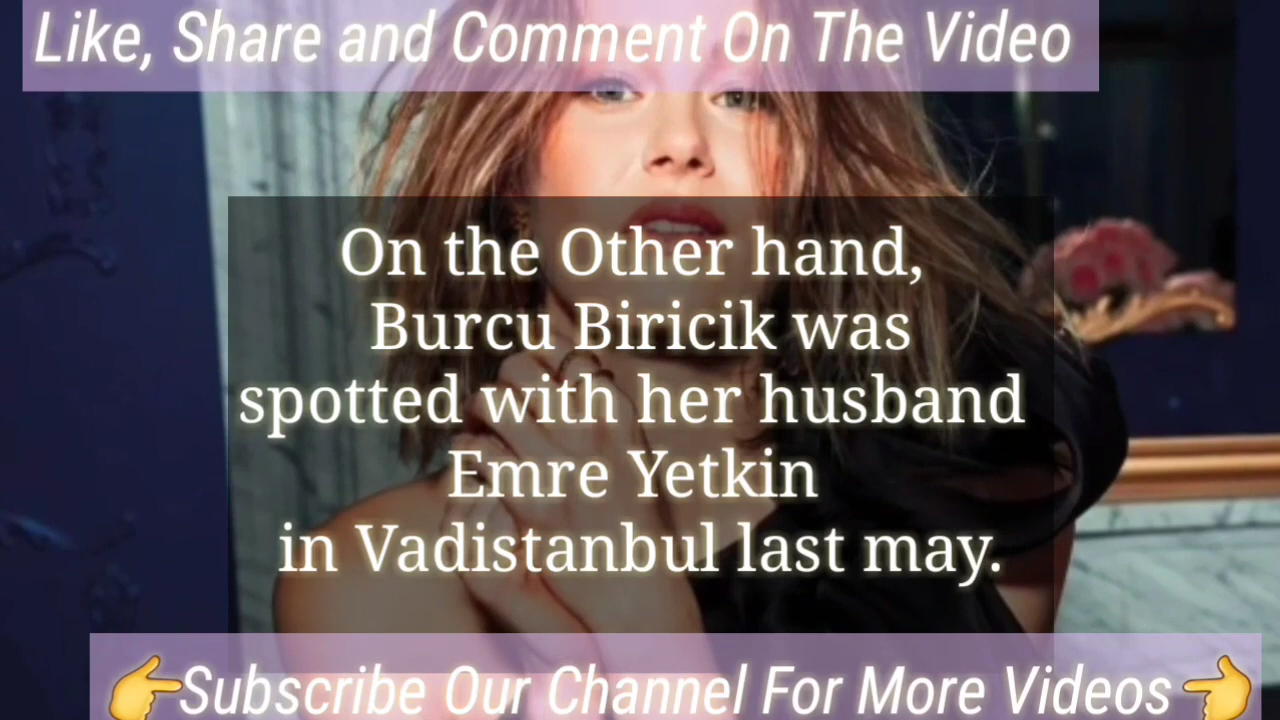 Like, Share and Comment On The Video
On the Other hand,
Burcu Biricik was
spotted with her husband
Emre Yetkin
in Vadistanbul last may.
👉Subscribe Our Channel For More Videos👈